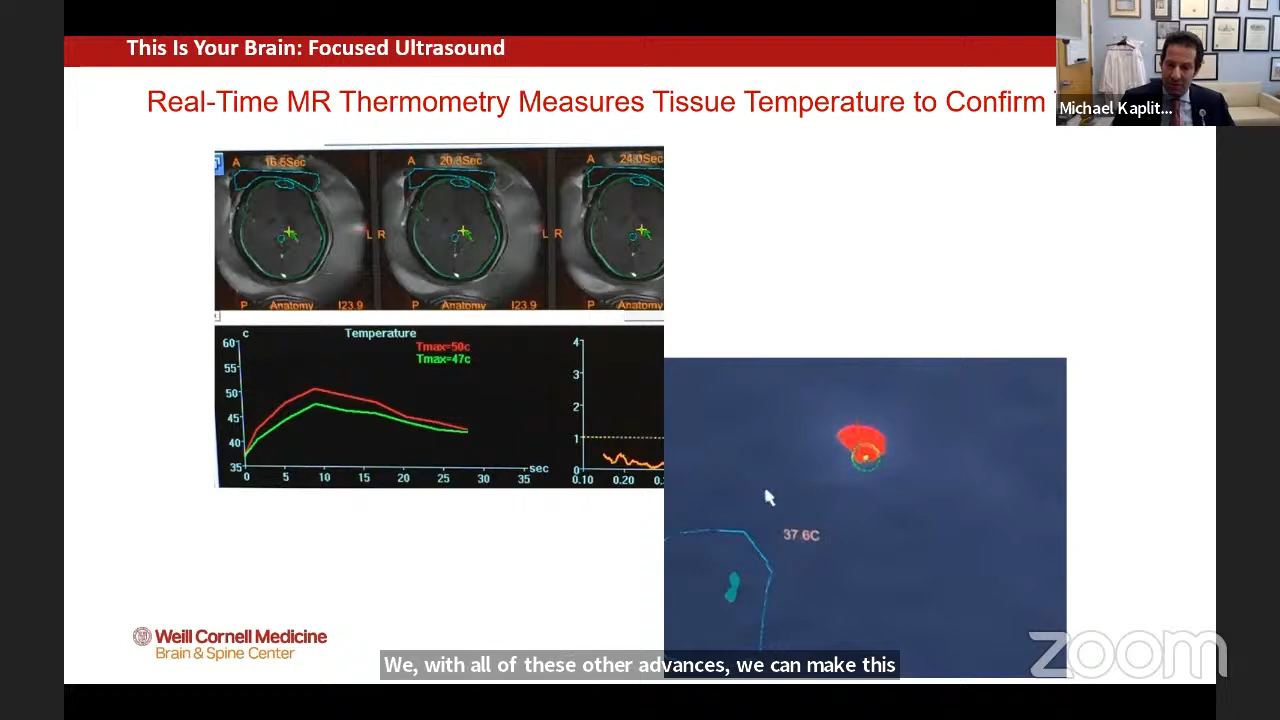 This Is Your Brain: Focused Ultrasound
Real-Time MR Thermometry Measures Tissue Temperature to Confirm
Michael Kaplit...
A 16.5Sec
A 20.8Sec
A 24.0Sec
L R
L R
P Anatomy I23.9
P Anatomy I23.9
P Anatomy
c Temperature
Tmax=50c
Tmax=47c
60
55
50
45
40
35
0 5 10 15 20 25 30 35 sec
4
3
2
1
0
0.10 0.20
37.6C
Weill Cornell Medicine
Brain & Spine Center
We, with all of these other advances, we can make this
zoom